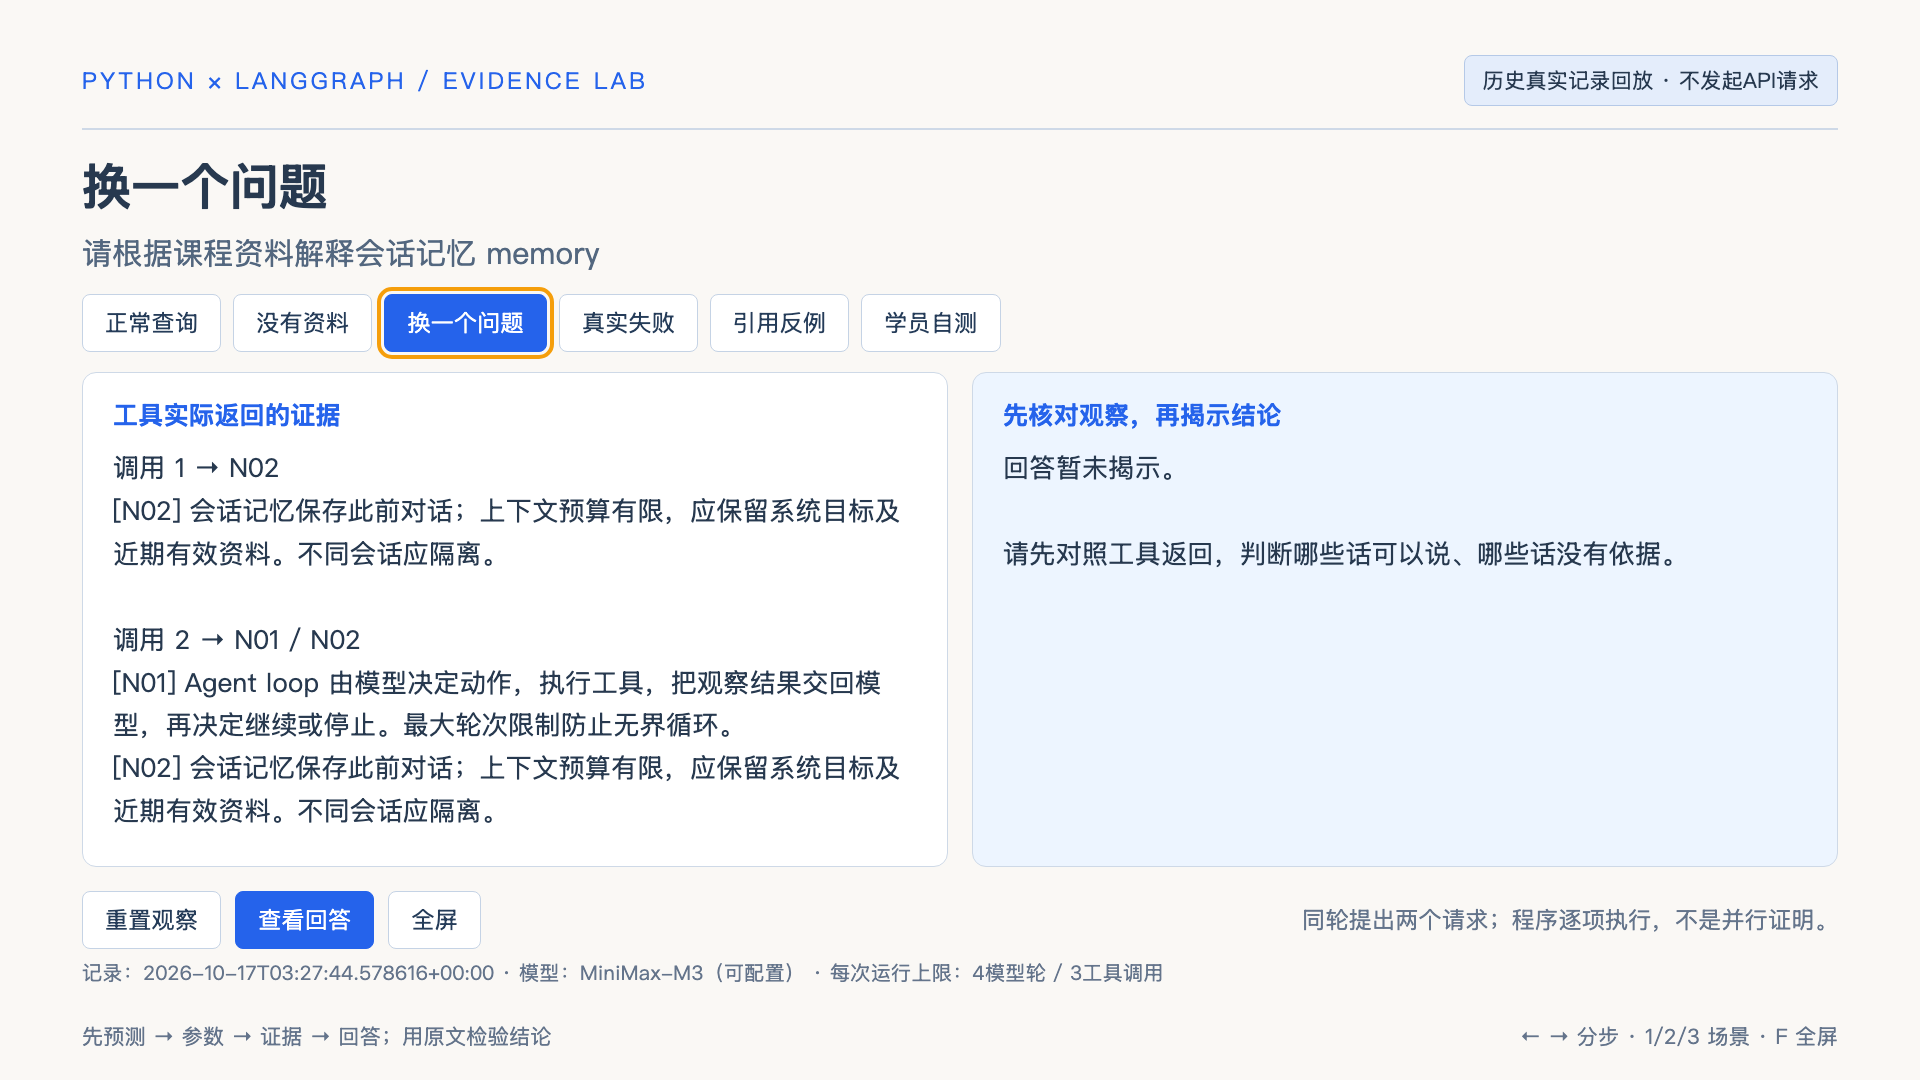 PYTHON × LANGGRAPH / EVIDENCE LAB
历史真实记录回放 · 不发起API请求
换一个问题
请根据课程资料解释会话记忆 memory
正常查询
没有资料
换一个问题
真实失败
引用反例
学员自测
工具实际返回的证据
调用 1 → N02
[N02] 会话记忆保存此前对话；上下文预算有限，应保留系统目标及
近期有效资料。不同会话应隔离。
调用 2 → N01 / N02
[N01] Agent loop 由模型决定动作，执行工具，把观察结果交回模
型，再决定继续或停止。最大轮次限制防止无界循环。
[N02] 会话记忆保存此前对话；上下文预算有限，应保留系统目标及
近期有效资料。不同会话应隔离。
先核对观察，再揭示结论
回答暂未揭示。
请先对照工具返回，判断哪些话可以说、哪些话没有依据。
重置观察
查看回答
全屏
同轮提出两个请求；程序逐项执行，不是并行证明。
记录：2026-10-17T03:27:44.578616+00:00 · 模型：MiniMax-M3（可配置） · 每次运行上限：4模型轮 / 3工具调用
先预测 → 参数 → 证据 → 回答；用原文检验结论
← → 分步 · 1/2/3 场景 · F 全屏